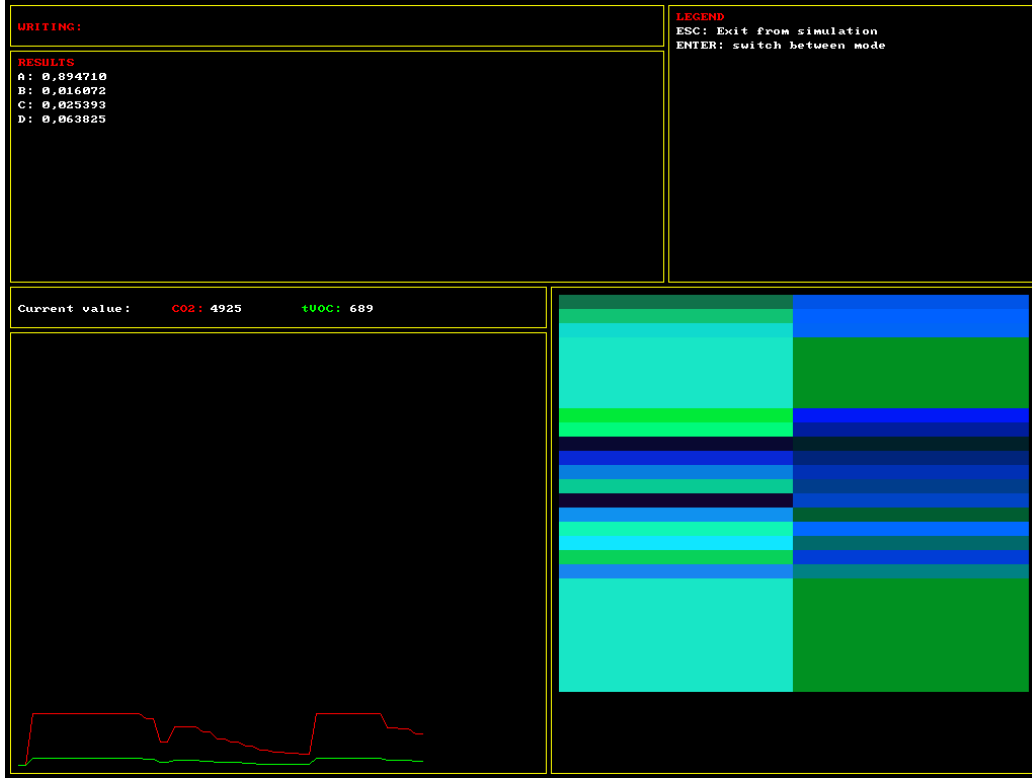 WRITING:
RESULTS
A: 0,894710
B: 0,016072
C: 0,025393
D: 0,063825
LEGEND
ESC: Exit from simulation
ENTER: switch between mode
Current value: CO2: 4925 tVOC: 689